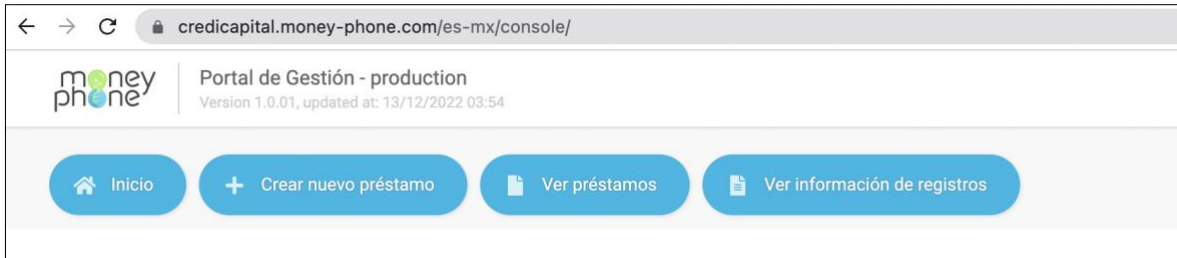 credicapital.money-phone.com/es-mx/console/
money
phone
Portal de Gestión - production
Version 1.0.01, updated at: 13/12/2022 03:54
Inicio
Crear nuevo préstamo
Ver préstamos
Ver información de registros